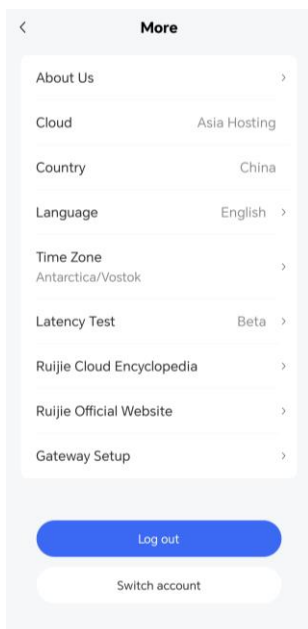 More
About Us
Cloud Asia Hosting
Country China
Language English
Time Zone
Antarctica/Vostok
Latency Test Beta
Ruijie Cloud Encyclopedia
Ruijie Official Website
Gateway Setup
Log out
Switch account